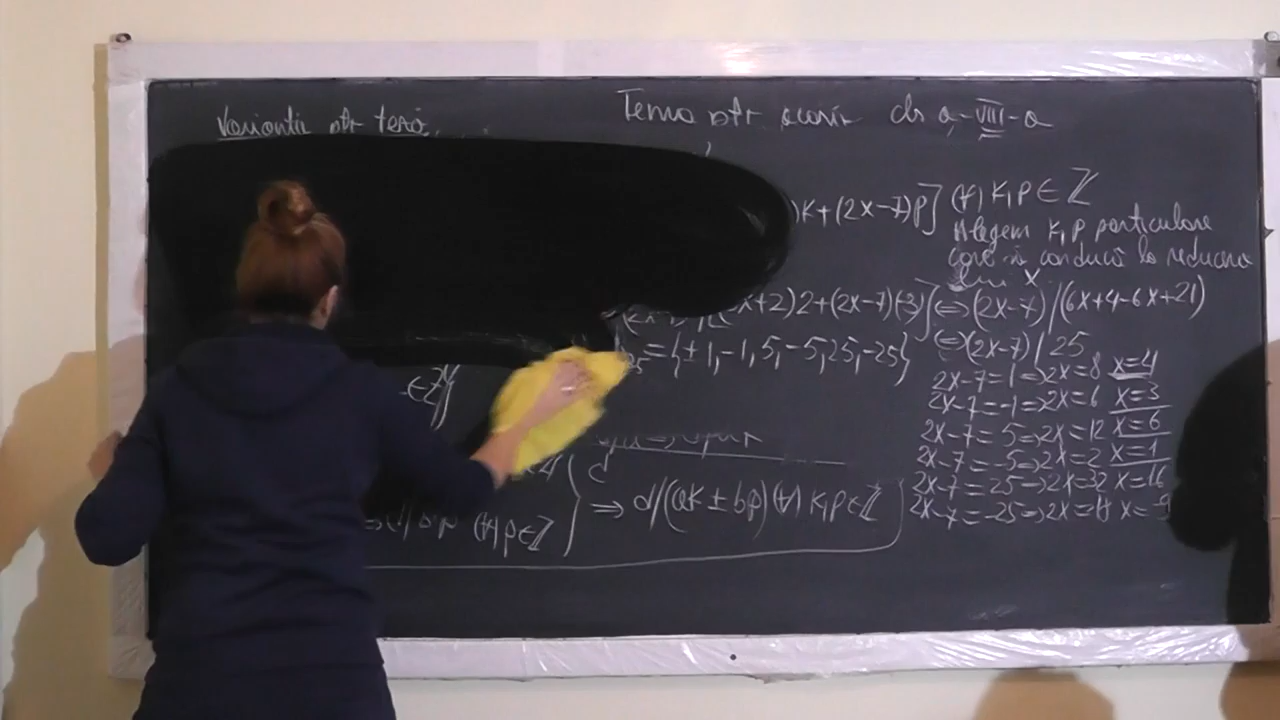 Variantă ptr teză
Tema ptr acasă cls a-VIII-a
)k+(2x-7)p] (∀) k,p ∈ ℤ
Alegem k,p particulare
care să conducă la reducerea
lui x
x+2)2+(2x-7)(-3)] ⇔ (2x-7)/(6x+4-6x+21)
⇔ (2x-7)/25
25={±1,-1,5,-5,25,-25}
2x-7=1⇒2x=8 x=4
2x-7=-1⇒2x=6 x=3
2x-7=5⇒2x=12 x=6
2x-7=-5⇒2x=2 x=1
2x-7=25⇒2x=32 x=16
2x-7=-25⇒2x=-18 x=-9
∈ℤ}
(∀)p∈ℤ } ⇒ d/(ak±bp)(∀) k,p∈ℤ